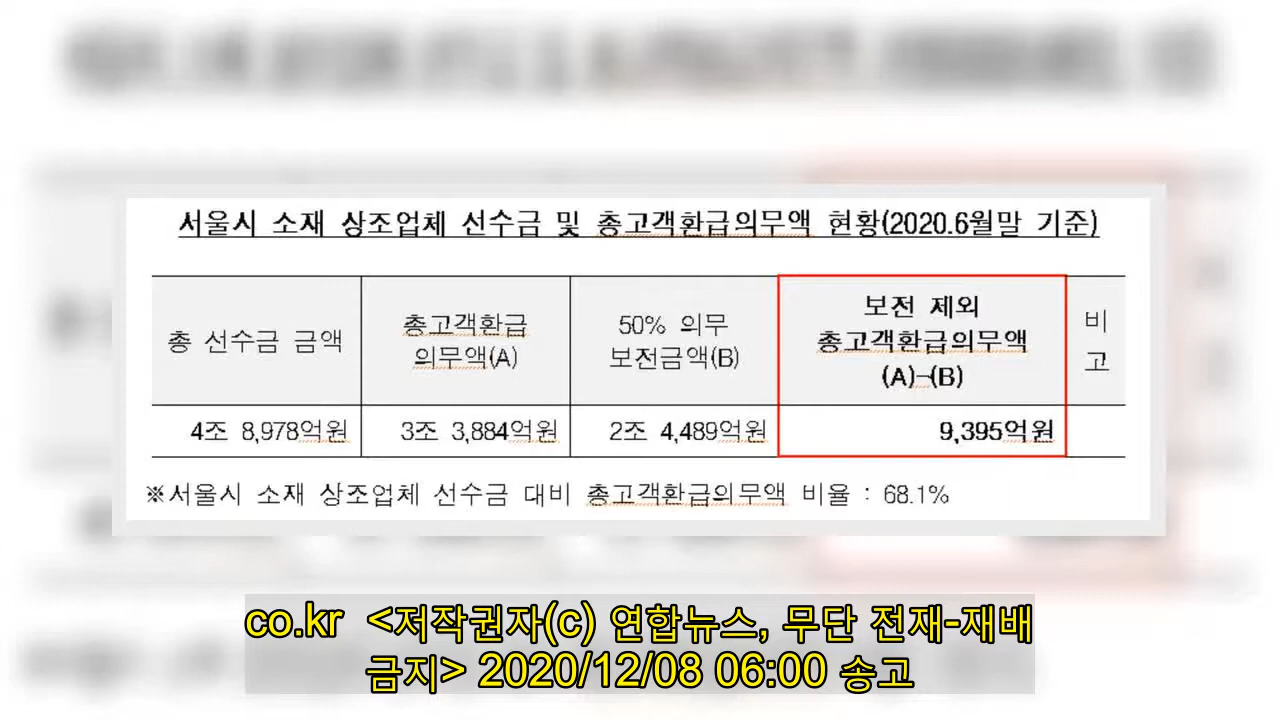 서울시 소재 상조업체 선수금 및 총고객환급의무액 현황(2020.6월말 기준)
총 선수금 금액
총고객환급
의무액(A)
50% 의무
보전금액(B)
보전 제외
총고객환급의무액
(A)-(B)
비
고
4조 8,978억원
3조 3,884억원
2조 4,489억원
9,395억원
※서울시 소재 상조업체 선수금 대비 총고객환급의무액 비율 : 68.1%
co.kr <저작권자(c) 연합뉴스, 무단 전재-재배
금지> 2020/12/08 06:00 송고